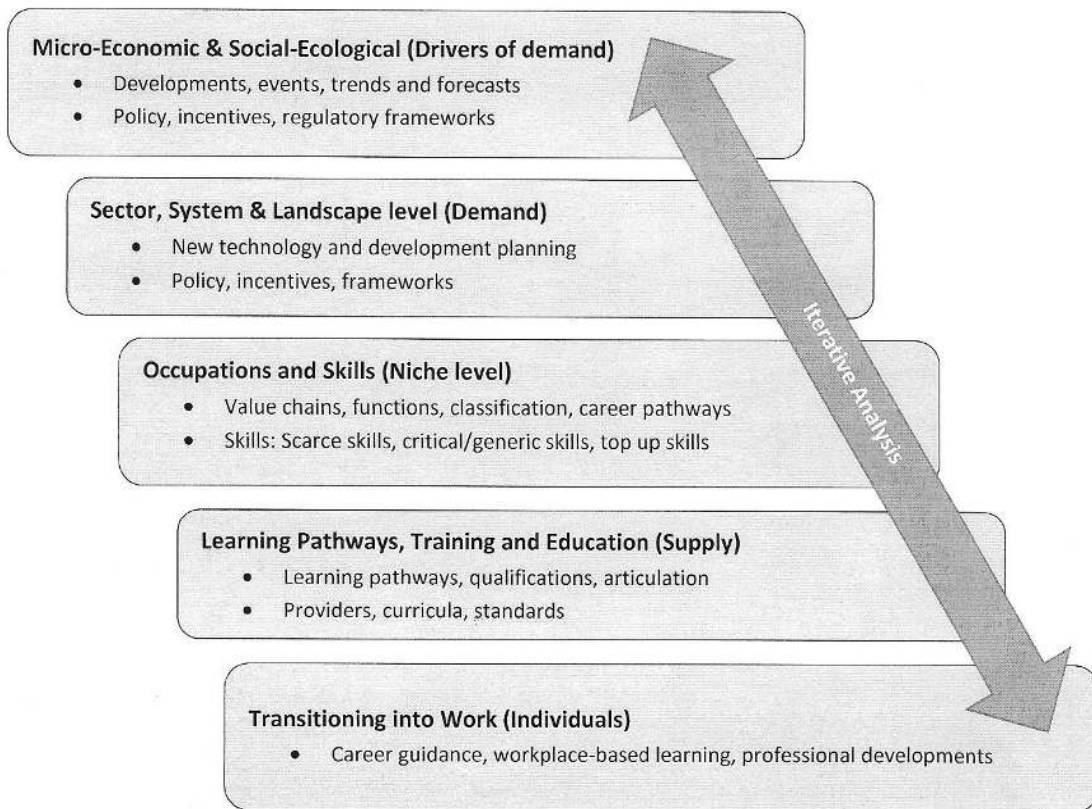 Micro-Economic & Social-Ecological (Drivers of demand)
• Developments, events, trends and forecasts
• Policy, incentives, regulatory frameworks
Sector, System & Landscape level (Demand)
• New technology and development planning
• Policy, incentives, frameworks
Occupations and Skills (Niche level)
• Value chains, functions, classification, career pathways
• Skills: Scarce skills, critical/generic skills, top up skills
Learning Pathways, Training and Education (Supply)
• Learning pathways, qualifications, articulation
• Providers, curricula, standards
Transitioning into Work (Individuals)
• Career guidance, workplace-based learning, professional developments
Iterative Analysis